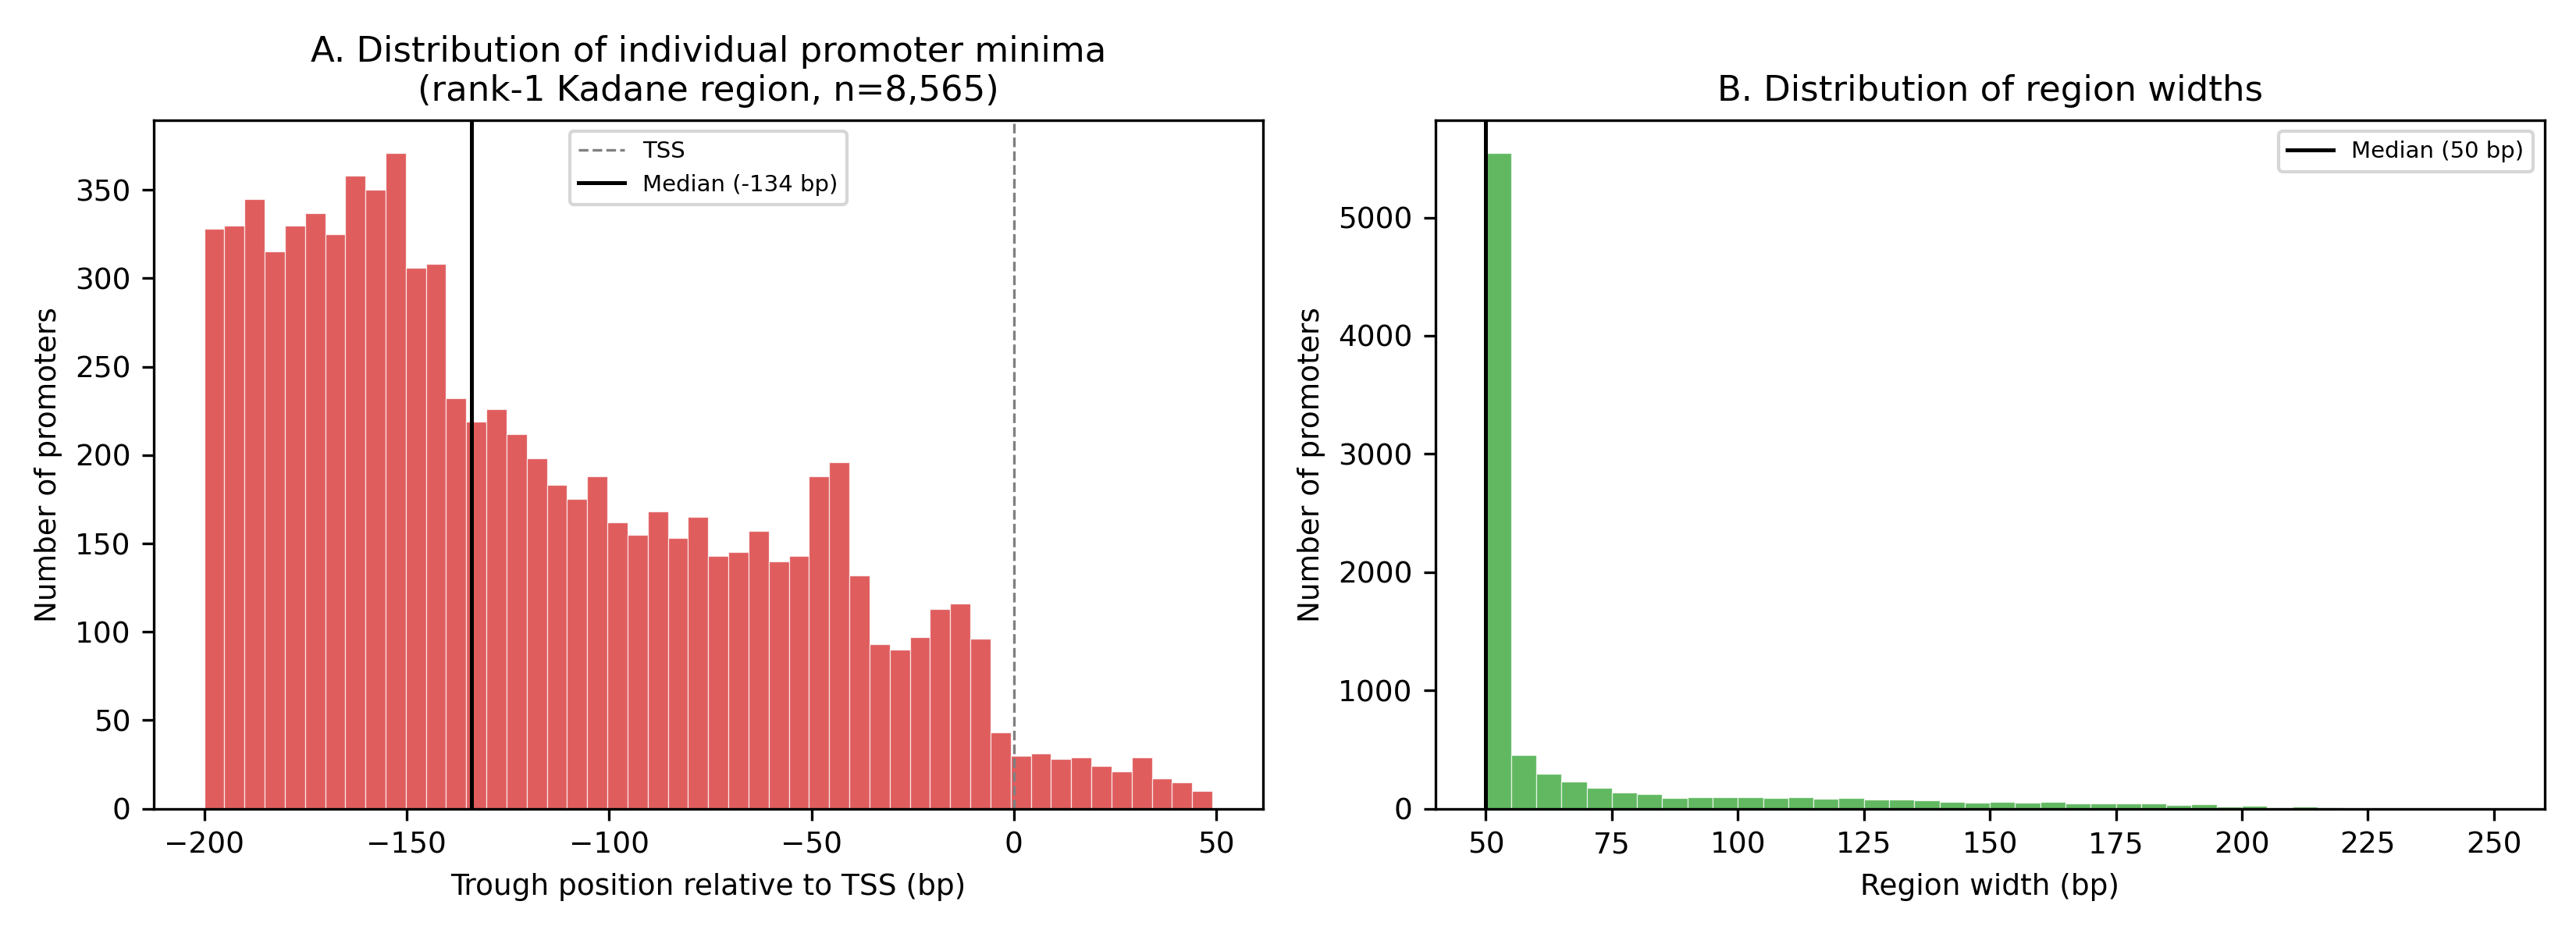 A. Distribution of individual promoter minima
(rank-1 Kadane region, n=8,565)
Number of promoters
350
300
250
200
150
100
50
0
TSS
Median (-134 bp)
−200
−150
−100
−50
0
50
Trough position relative to TSS (bp)
B. Distribution of region widths
Number of promoters
5000
4000
3000
2000
1000
0
Median (50 bp)
50
75
100
125
150
175
200
225
250
Region width (bp)